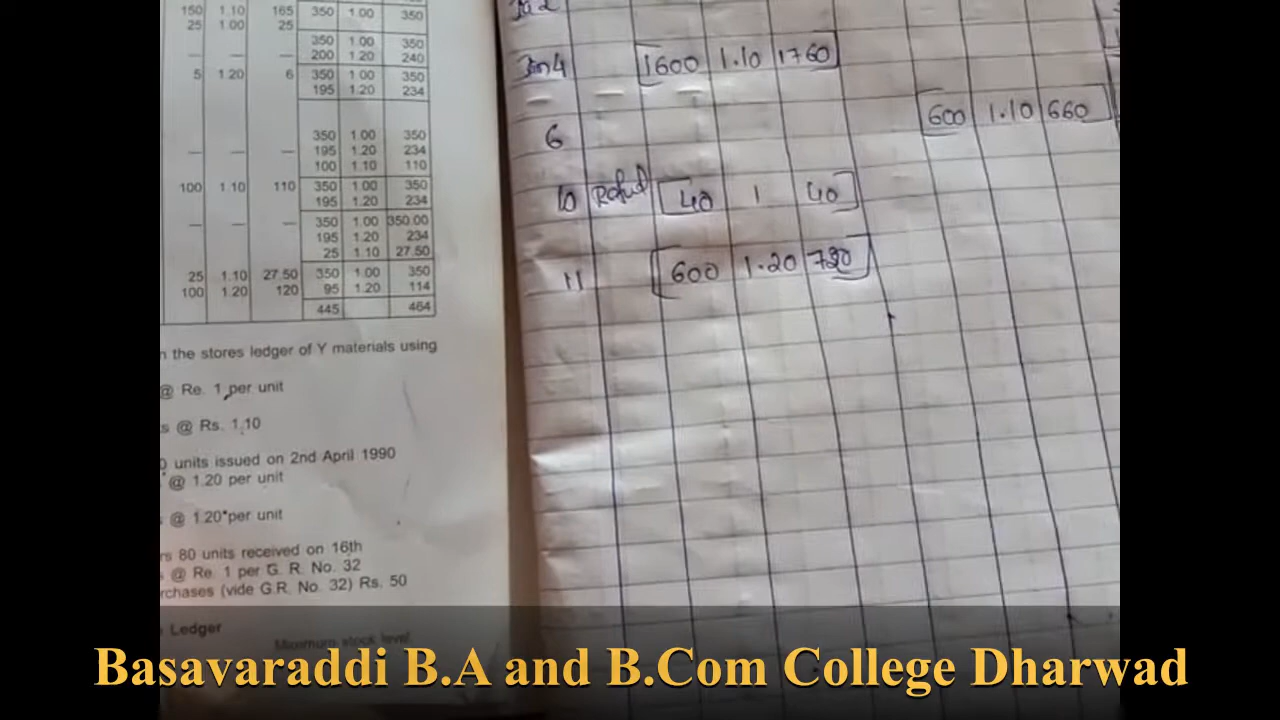 150 1.10 165 350 1.00 350
25 1.00 25
350 1.00 350
— — — 200 1.20 240
5 1.20 6 350 1.00 350
195 1.20 234
350 1.00 350
— — — 195 1.20 234
100 1.10 110
100 1.10 110 350 1.00 350
195 1.20 234
— — — 350 1.00 350.00
195 1.20 234
25 1.10 27.50
25 1.10 27.50 350 1.00 350
100 1.20 120 95 1.20 114
445 464
the stores ledger of Y materials using
@ Re. 1 per unit
@ Rs. 1.10
units issued on 2nd April 1990
@ 1.20 per unit
@ 1.20 per unit
80 units received on 16th
@ Re. 1 per G. R. No. 32
(vide G.R. No. 32) Rs. 50
Ledger
Minimum stock level
1600 1.10 1760
600 1.10 660
6
10 40 1 40
11 600 1.20 720
Basavaraddi B.A and B.Com College Dharwad